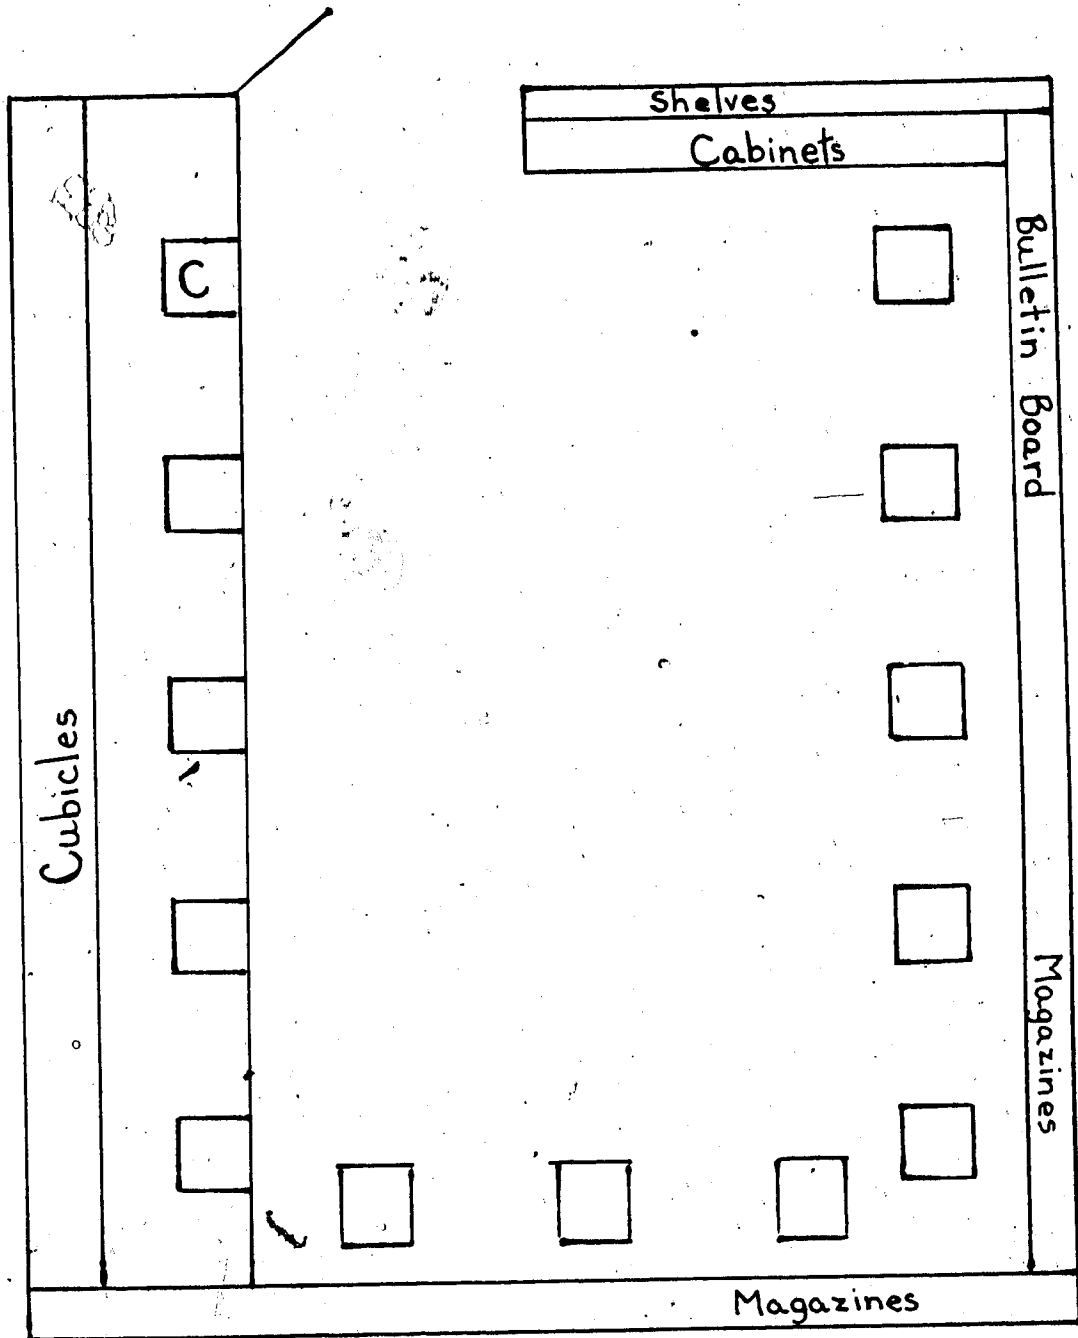 Shelves
Cabinets
Bulletin Board
C
Cubicles
Magazines
Magazines